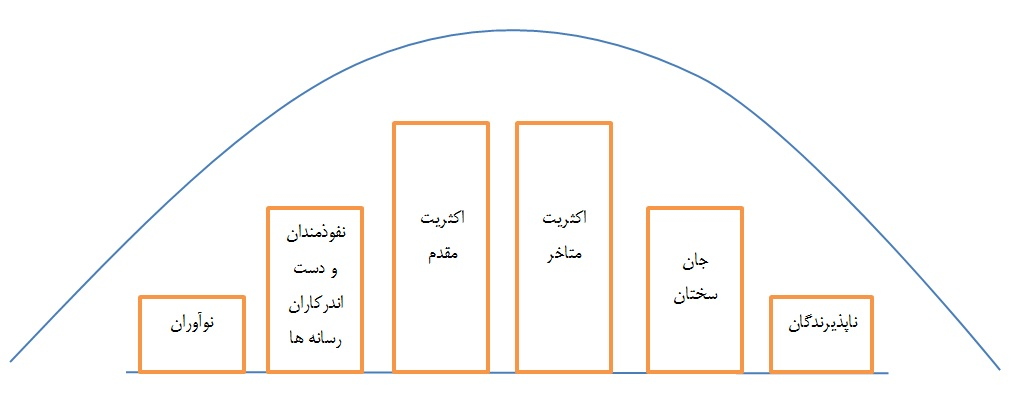 نوآوران
نفوذمندان
و دست
اندرکاران
رسانه ها
اکثریت
مقدم
اکثریت
متاخر
جان
سختان
ناپذیرندگان